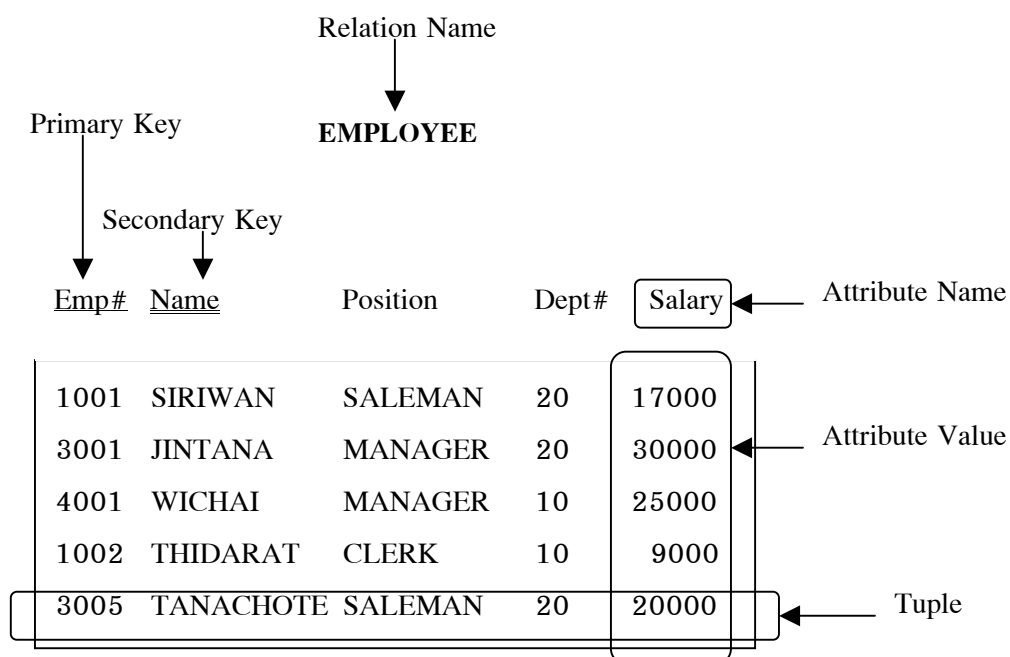 Relation Name
Primary Key
EMPLOYEE
Secondary Key
Emp# Name Position Dept# Salary Attribute Name
1001 SIRIWAN SALEMAN 20 17000
3001 JINTANA MANAGER 20 30000 Attribute Value
4001 WICHAI MANAGER 10 25000
1002 THIDARAT CLERK 10 9000
3005 TANACHOTE SALEMAN 20 20000 Tuple